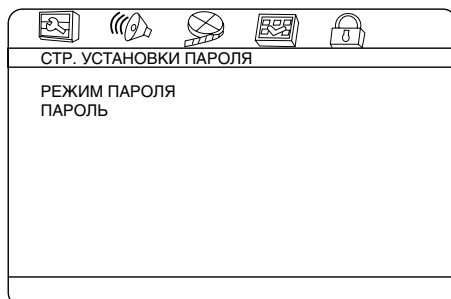 СТР. УСТАНОВКИ ПАРОЛЯ
РЕЖИМ ПАРОЛЯ
ПАРОЛЬ